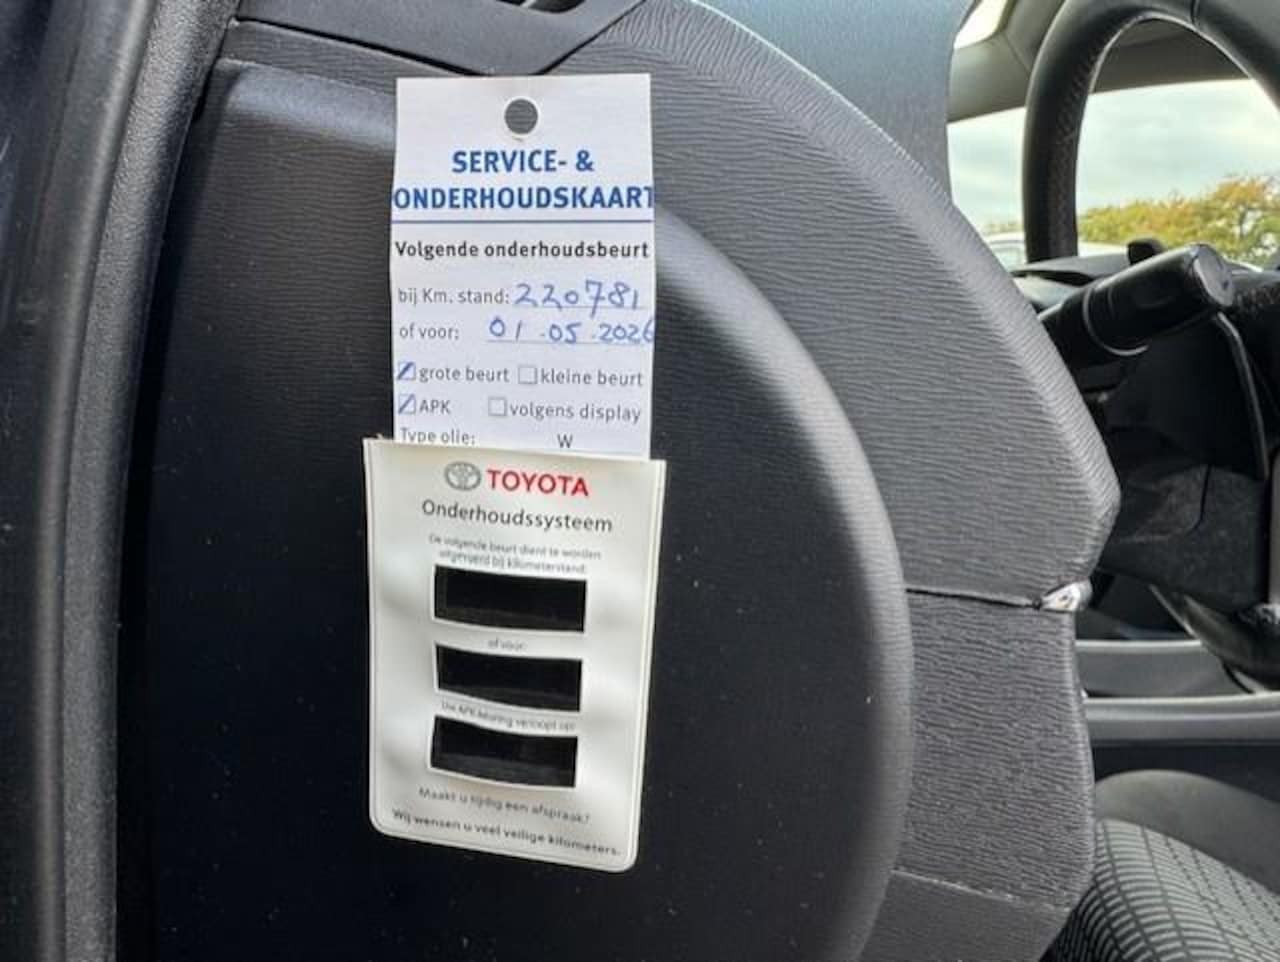 SERVICE- &
ONDERHOUDSKAART
Volgende onderhoudsbeurt
bij Km. stand: 220781
of voor: 01-05-2026
grote beurt kleine beurt
APK volgens display
Type olie: W
TOYOTA
Onderhoudssysteem
De volgende beurt dient te worden
uitgevoerd bij kilometerstand:
of voor:
Uw APK-keuring verloopt op:
Maakt u tijdig een afspraak?
Wij wensen u veel veilige kilometers.